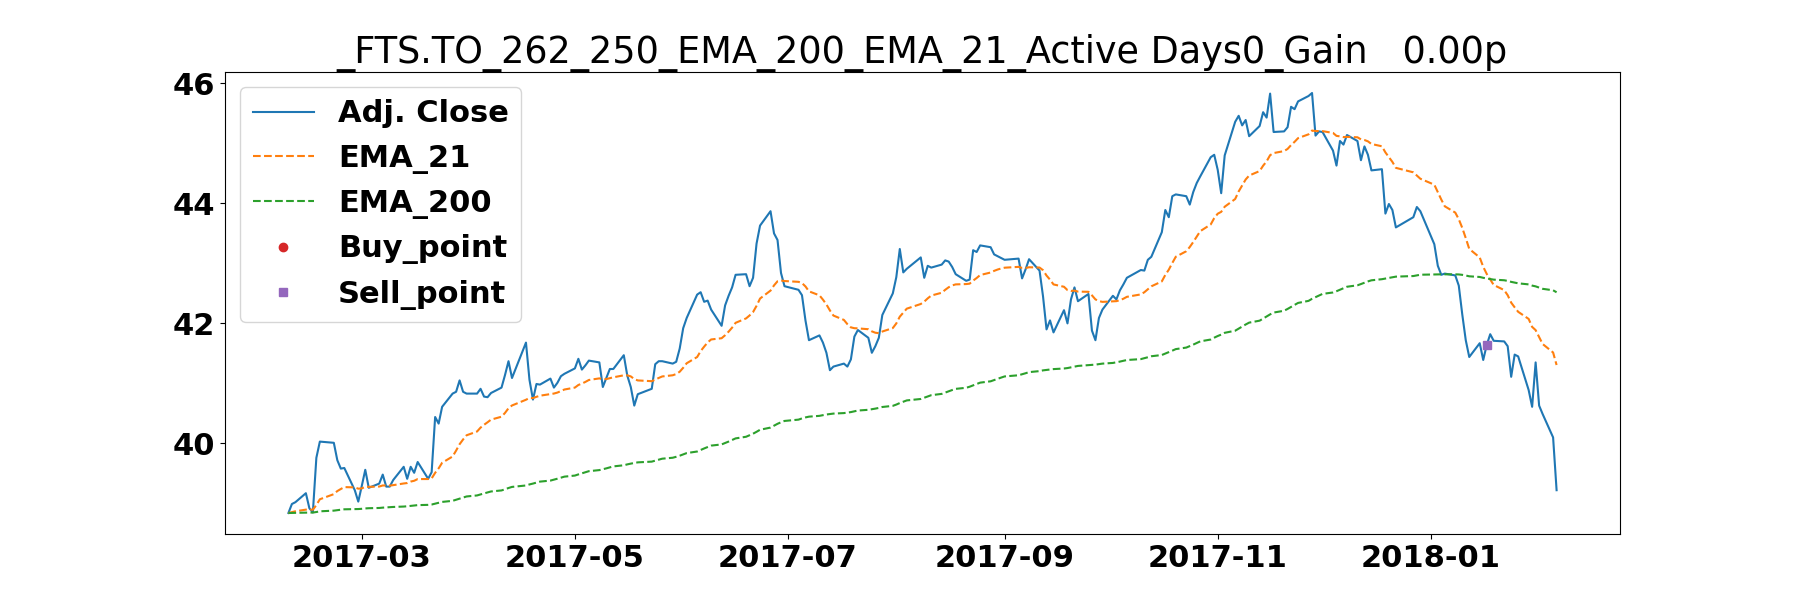 _FTS.TO_262_250_EMA_200_EMA_21_Active Days0_Gain   0.00p
46
44
42
40
Adj. Close
EMA_21
EMA_200
Buy_point
Sell_point
2017-03 2017-05 2017-07 2017-09 2017-11 2018-01